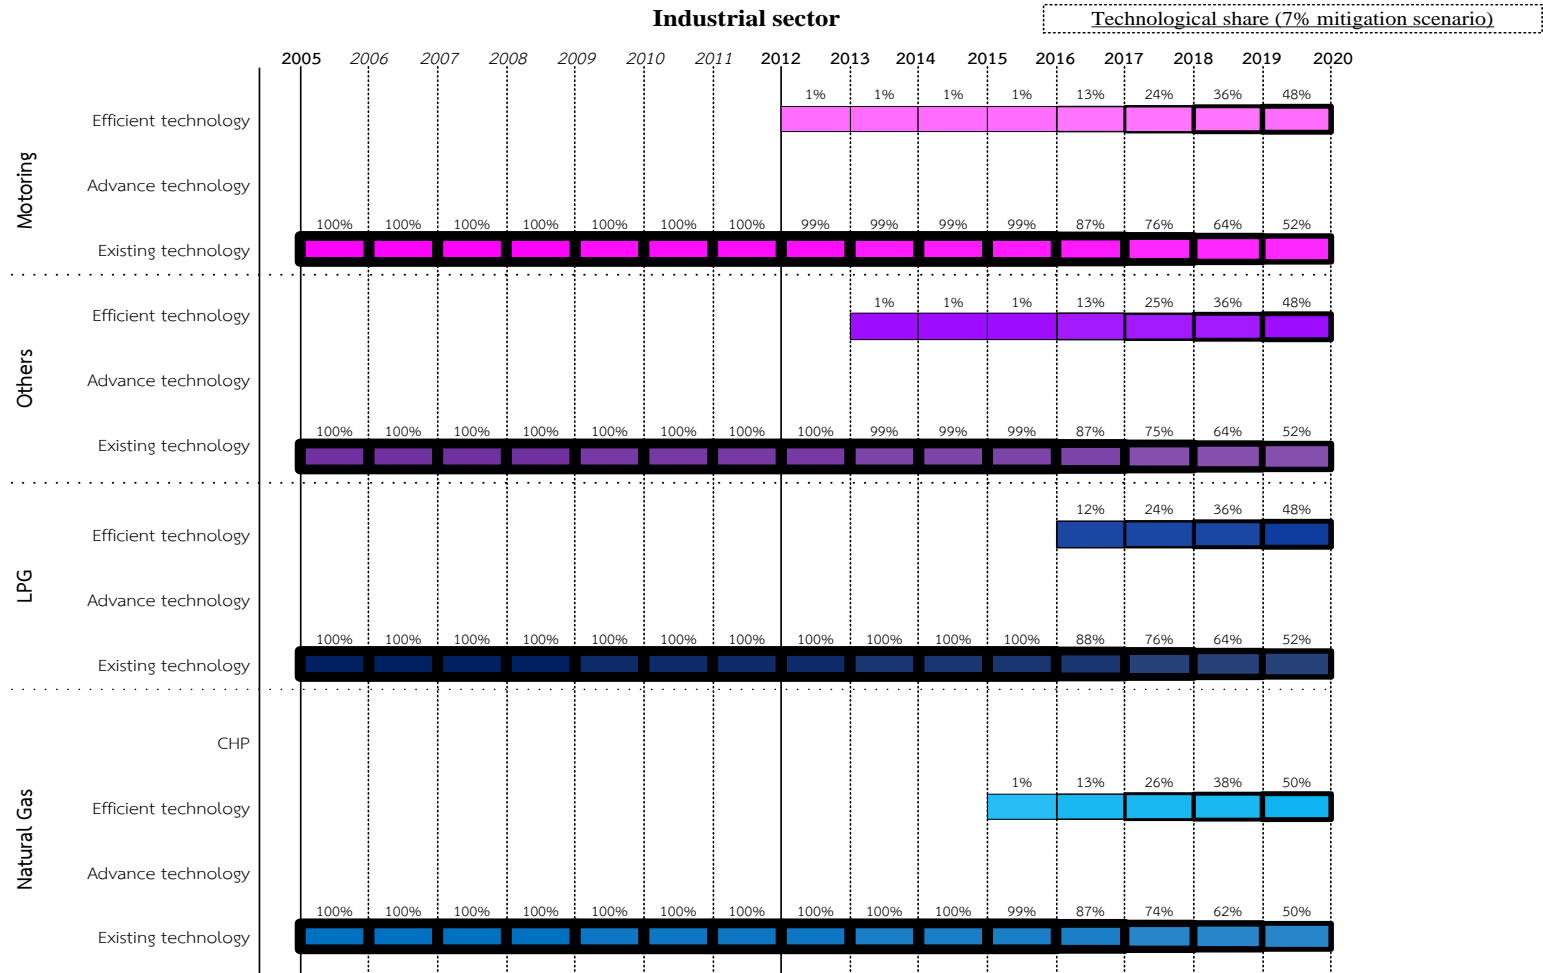 Industrial sector
Technological share (7% mitigation scenario)
2005 2006 2007 2008 2009 2010 2011 2012 2013 2014 2015 2016 2017 2018 2019 2020
Motoring
1% 1% 1% 1% 13% 24% 36% 48%
Efficient technology
Advance technology
100% 100% 100% 100% 100% 100% 100% 99% 99% 99% 99% 87% 76% 64% 52%
Existing technology
Others
1% 1% 1% 13% 25% 36% 48%
Efficient technology
Advance technology
100% 100% 100% 100% 100% 100% 100% 100% 99% 99% 99% 87% 75% 64% 52%
Existing technology
LPG
12% 24% 36% 48%
Efficient technology
Advance technology
100% 100% 100% 100% 100% 100% 100% 100% 100% 100% 100% 88% 76% 64% 52%
Existing technology
Natural Gas
CHP
1% 13% 26% 38% 50%
Efficient technology
Advance technology
100% 100% 100% 100% 100% 100% 100% 100% 100% 100% 99% 87% 74% 62% 50%
Existing technology